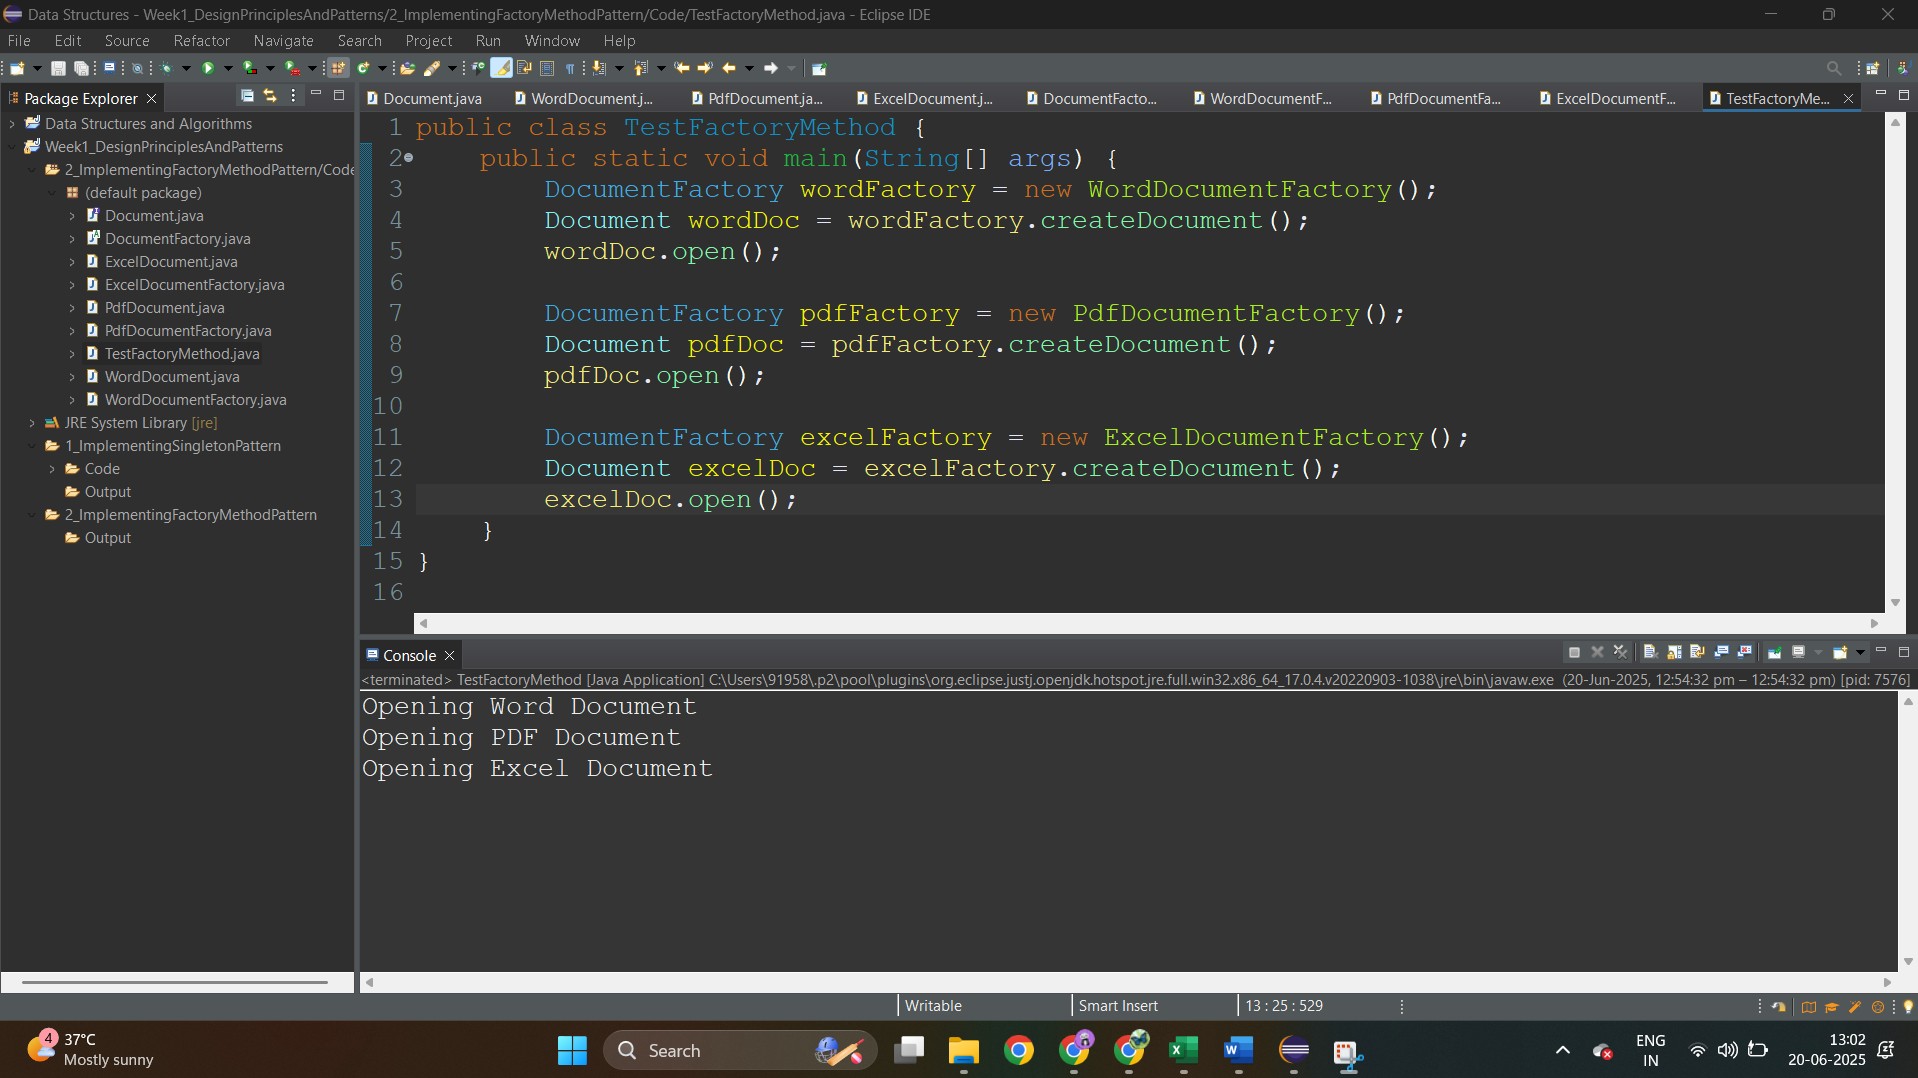 Data Structures - Week1_DesignPrinciplesAndPatterns/2_ImplementingFactoryMethodPattern/Code/TestFactoryMethod.java - Eclipse IDE
File Edit Source Refactor Navigate Search Project Run Window Help
Package Explorer
Document.java WordDocument.j... PdfDocument.ja... ExcelDocument.j... DocumentFacto... WordDocumentF... PdfDocumentFa... ExcelDocumentF... TestFactoryMe...
Data Structures and Algorithms
Week1_DesignPrinciplesAndPatterns
2_ImplementingFactoryMethodPattern/Code
(default package)
Document.java
DocumentFactory.java
ExcelDocument.java
ExcelDocumentFactory.java
PdfDocument.java
PdfDocumentFactory.java
TestFactoryMethod.java
WordDocument.java
WordDocumentFactory.java
JRE System Library [jre]
1_ImplementingSingletonPattern
Code
Output
2_ImplementingFactoryMethodPattern
Output
1 public class TestFactoryMethod {
2 public static void main(String[] args) {
3 DocumentFactory wordFactory = new WordDocumentFactory();
4 Document wordDoc = wordFactory.createDocument();
5 wordDoc.open();
6
7 DocumentFactory pdfFactory = new PdfDocumentFactory();
8 Document pdfDoc = pdfFactory.createDocument();
9 pdfDoc.open();
10
11 DocumentFactory excelFactory = new ExcelDocumentFactory();
12 Document excelDoc = excelFactory.createDocument();
13 excelDoc.open();
14 }
15 }
16
Console
<terminated> TestFactoryMethod [Java Application] C:\Users\91958\.p2\pool\plugins\org.eclipse.justj.openjdk.hotspot.jre.full.win32.x86_64_17.0.4.v20220903-1038\jre\bin\javaw.exe (20-Jun-2025, 12:54:32 pm – 12:54:32 pm) [pid: 7576]
Opening Word Document
Opening PDF Document
Opening Excel Document
Writable Smart Insert 13 : 25 : 529
4
37°C
Mostly sunny
Search
ENG
IN
13:02
20-06-2025